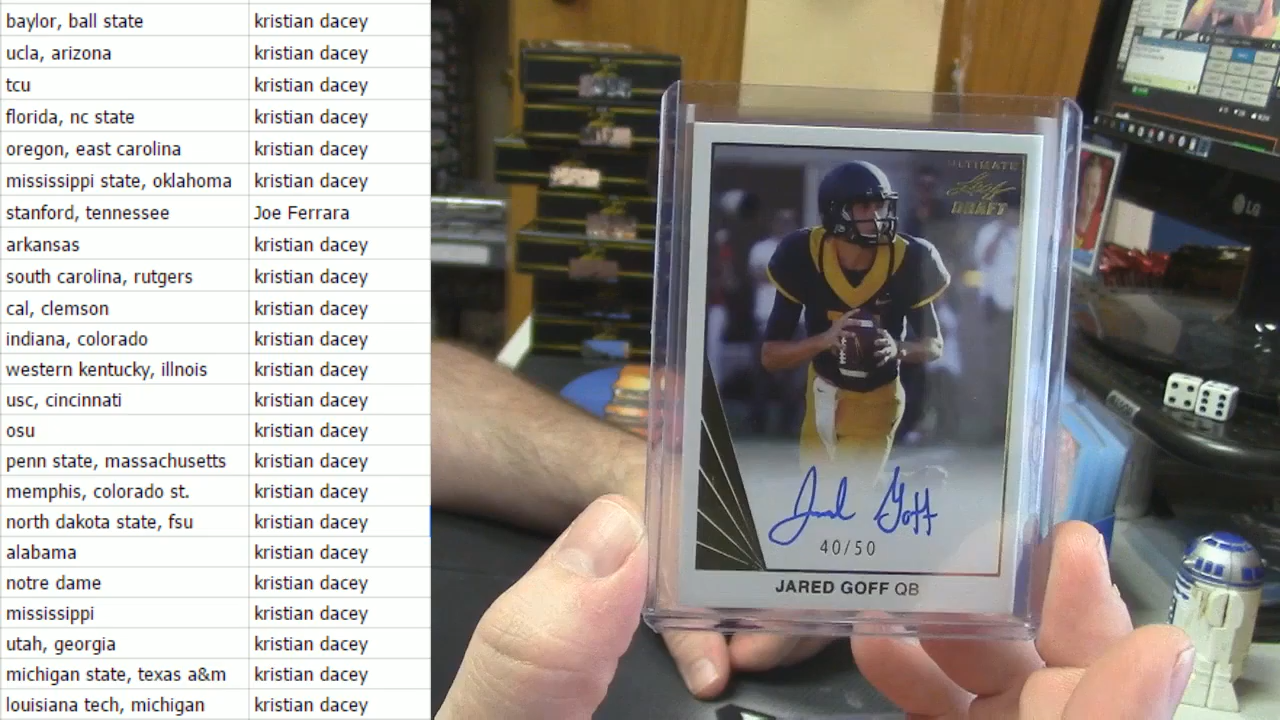 baylor, ball state kristian dacey
ucla, arizona kristian dacey
tcu kristian dacey
florida, nc state kristian dacey
oregon, east carolina kristian dacey
mississippi state, oklahoma kristian dacey
stanford, tennessee Joe Ferrara
arkansas kristian dacey
south carolina, rutgers kristian dacey
cal, clemson kristian dacey
indiana, colorado kristian dacey
western kentucky, illnois kristian dacey
usc, cincinnati kristian dacey
osu kristian dacey
penn state, massachusetts kristian dacey
memphis, colorado st. kristian dacey
north dakota state, fsu kristian dacey
alabama kristian dacey
notre dame kristian dacey
mississippi kristian dacey
utah, georgia kristian dacey
michigan state, texas a&m kristian dacey
louisiana tech, michigan kristian dacey
ULTIMATE
Leaf
DRAFT
Jared Goff
40/50
JARED GOFF QB
LG